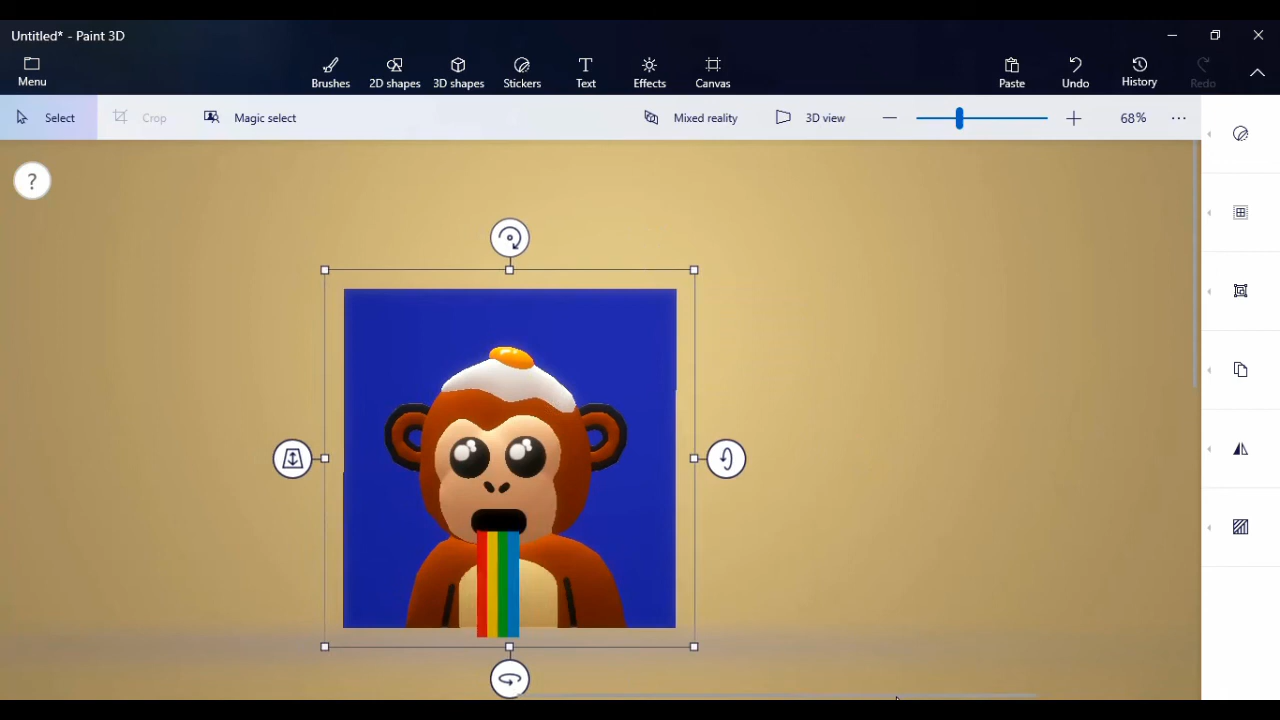 Untitled* - Paint 3D
Menu
Brushes
2D shapes
3D shapes
Stickers
Text
Effects
Canvas
Paste
Undo
History
Redo
Select
Crop
Magic select
Mixed reality
3D view
68%
?